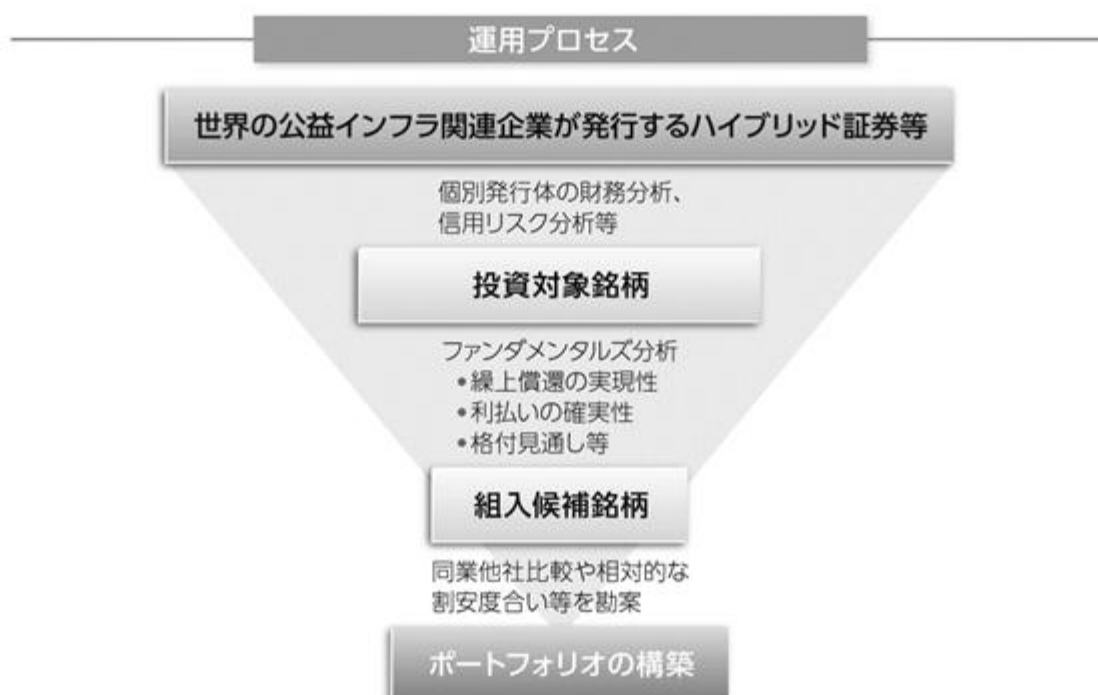 運用プロセス
世界の公益インフラ関連企業が発行するハイブリッド証券等
個別発行体の財務分析、
信用リスク分析等
投資対象銘柄
ファンダメンタルズ分析
•繰上償還の実現性
•利払いの確実性
•格付見通し等
組入候補銘柄
同業他社比較や相対的な
割安度合い等を勘案
ポートフォリオの構築